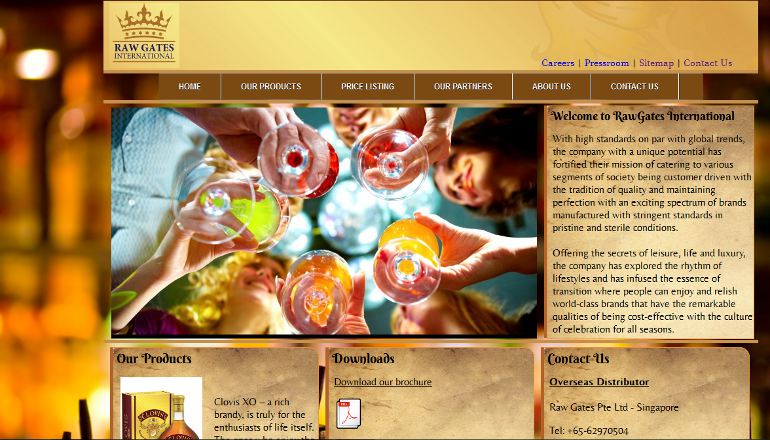 RAW GATES
INTERNATIONAL
Careers | Pressroom | Sitemap | Contact Us
HOME
OUR PRODUCTS
PRICE LISTING
OUR PARTNERS
ABOUT US
CONTACT US
Welcome to RawGates International
With high standards on par with global trends,
the company with a unique potential has
fortified their mission of catering to various
segments of society being customer driven with
the tradition of quality and maintaining
perfection with an exciting spectrum of brands
manufactured with stringent standards in
pristine and sterile conditions.
Offering the secrets of leisure, life and luxury,
the company has explored the rhythm of
lifestyles and has infused the essence of
transition where people can enjoy and relish
world-class brands that have the remarkable
qualities of being cost-effective with the culture
of celebration for all seasons.
Our Products
CLOVIS
Clovis XO – a rich
brandy, is truly for the
enthusiasts of life itself.
Downloads
Download our brochure
Contact Us
Overseas Distributor
Raw Gates Pte Ltd - Singapore
Tel: +65-62970504